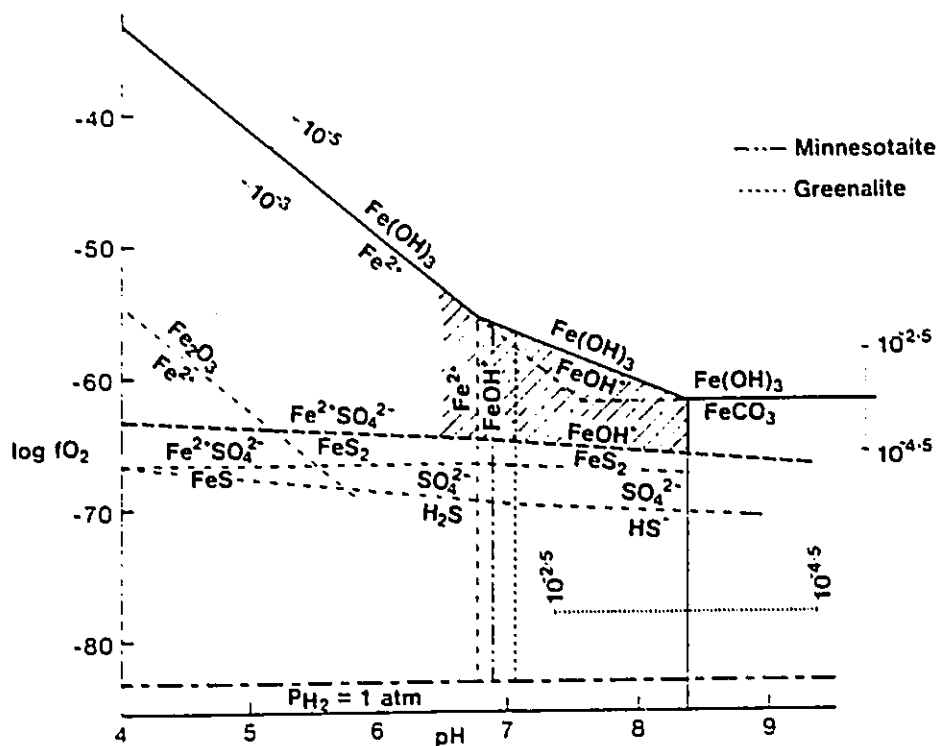 -40
-50
-60
log fO₂
-70
-80
4
5
6
pH
7
8
9
-10⁻⁵
-10⁻³
Fe(OH)₃
Fe²⁺
—··— Minnesotaite
······ Greenalite
Fe₂O₃
Fe²⁺
Fe²⁺
FeOH⁺
Fe(OH)₃
FeOH⁺
Fe(OH)₃
FeCO₃
10⁻²·⁵
10⁻⁴·⁵
Fe²⁺SO₄²⁻
FeS₂
FeOH⁺
FeS₂
Fe²⁺SO₄²⁻
FeS
SO₄²⁻
H₂S
SO₄²⁻
HS⁻
10⁻²·⁵
10⁻⁴·⁵
P_H₂ = 1 atm